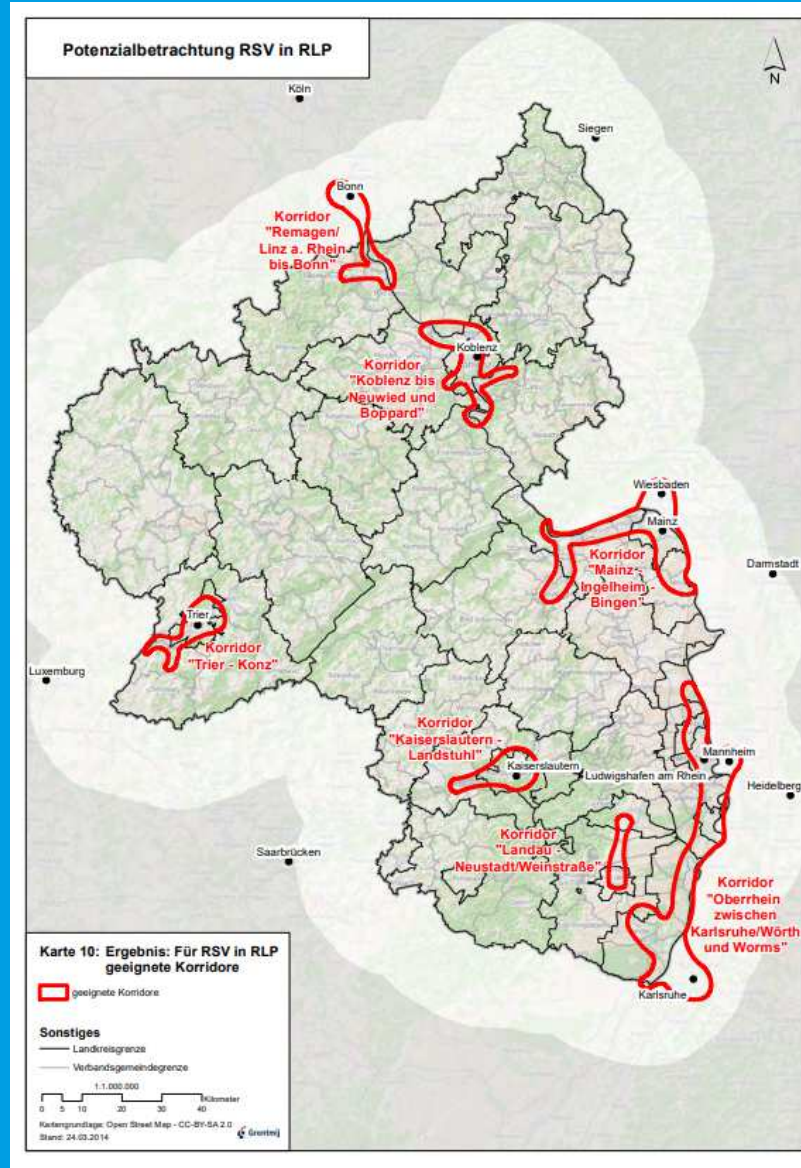 Potenzialbetrachtung RSV in RLP
N
Köln
Siegen
Bonn
Korridor
"Remagen/
Linz a. Rhein
bis Bonn"
Koblenz
Korridor
"Koblenz bis
Neuwied und
Boppard"
Wiesbaden
Mainz
Korridor
"Mainz-
Ingelheim -
Bingen"
Darmstadt
Trier
Korridor
"Trier - Konz"
Luxemburg
Korridor
"Kaiserslautern -
Landstuhl"
Kaiserslautern
Mannheim
Ludwigshafen am Rhein
Heidelberg
Saarbrücken
Korridor
"Landau
Neustadt/Weinstraße"
Korridor
"Oberrhein
zwischen
Karlsruhe/Wörth
und Worms"
Karlsruhe
Karte 10: Ergebnis: Für RSV in RLP
geeignete Korridore
geeignete Korridore
Sonstiges
Landkreisgrenze
Verbandsgemeindegrenze
1:1.000.000
0 5 10 20 30 40 Kilometer
Kartengrundlage: Open Street Map - CC-BY-SA 2.0
Stand: 24.03.2014
Grontmij